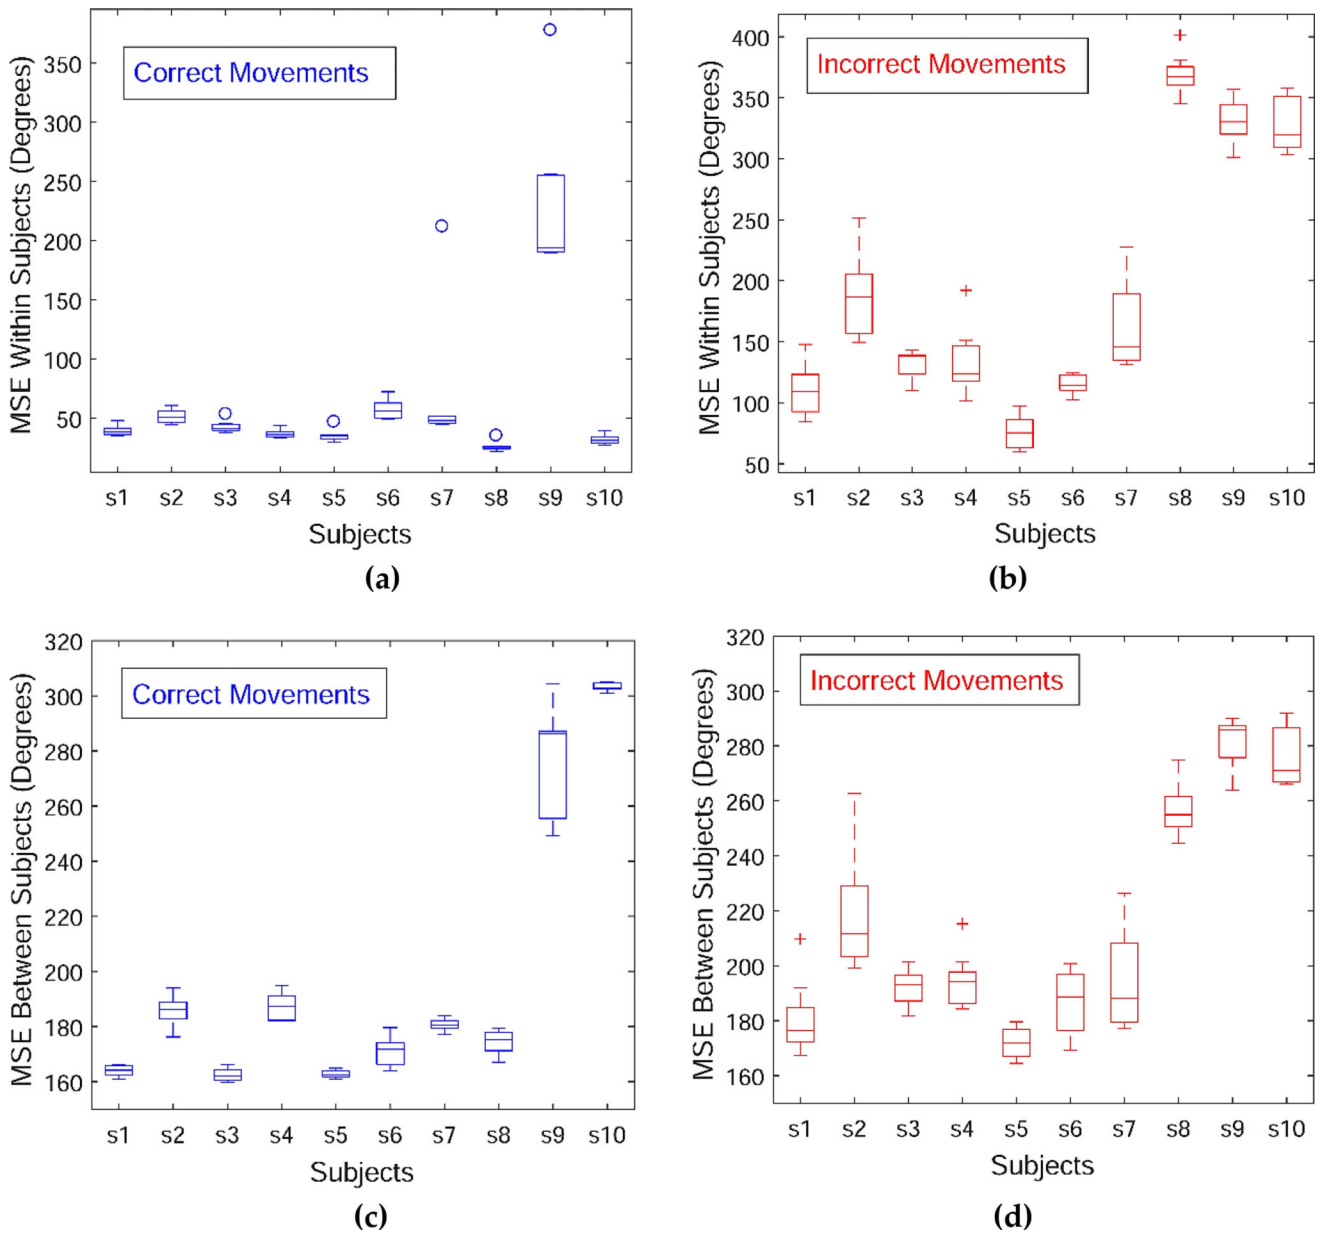 MSE Within Subjects (Degrees)
350
300
250
200
150
100
50
Correct Movements
s1 s2 s3 s4 s5 s6 s7 s8 s9 s10
Subjects
(a)
MSE Within Subjects (Degrees)
400
350
300
250
200
150
100
50
Incorrect Movements
s1 s2 s3 s4 s5 s6 s7 s8 s9 s10
Subjects
(b)
MSE Between Subjects (Degrees)
320
300
280
260
240
220
200
180
160
Correct Movements
s1 s2 s3 s4 s5 s6 s7 s8 s9 s10
Subjects
(c)
MSE Between Subjects (Degrees)
320
300
280
260
240
220
200
180
160
Incorrect Movements
s1 s2 s3 s4 s5 s6 s7 s8 s9 s10
Subjects
(d)